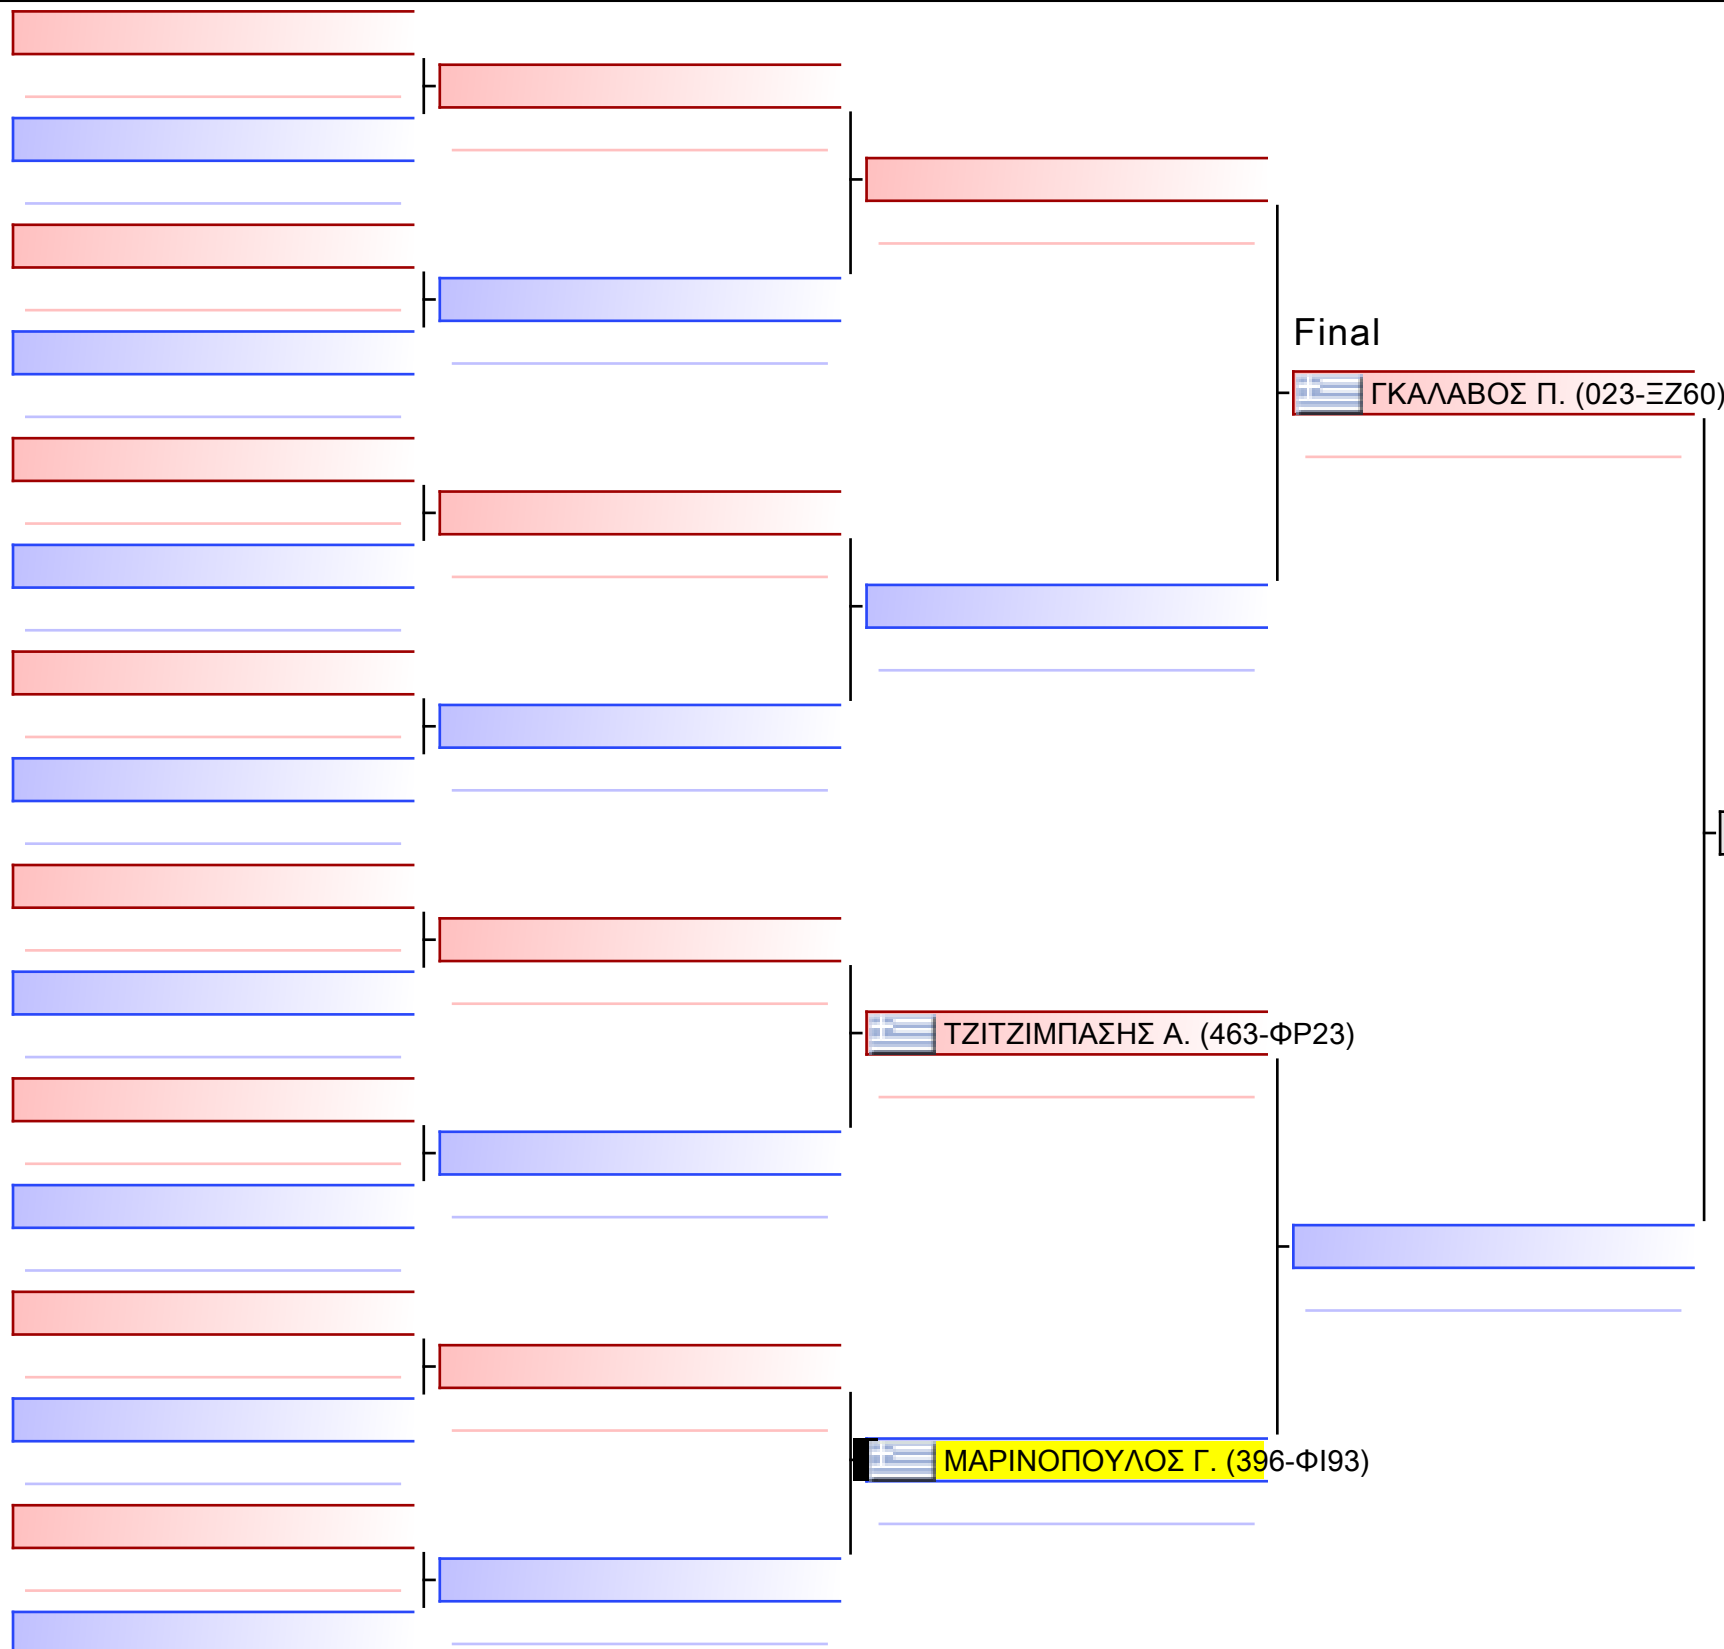 Final
ΓΚΑΛΑΒΟΣ Π. (023-ΞΖ60)
ΤΖΙΤΖΙΜΠΑΣΗΣ Α. (463-ΦΡ23)
ΜΑΡΙΝΟΠΟΥΛΟΣ Γ. (396-ΦΙ93)